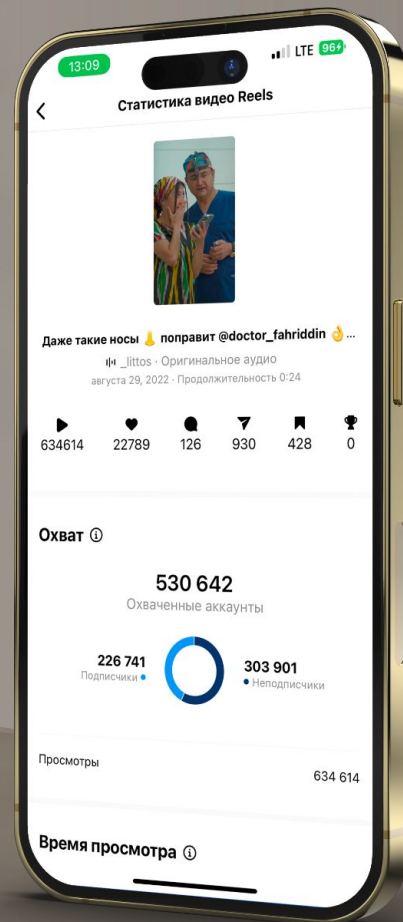 13:09 LTE 96
Статистика видео Reels
Даже такие носы 👃 поправит @doctor_fahriddin 👌...
_littos · Оригинальное аудио
августа 29, 2022 · Продолжительность 0:24
634614 22789 126 930 428 0
Охват
530 642
Охваченные аккаунты
226 741
Подписчики
303 901
Неподписчики
Просмотры 634 614
Время просмотра